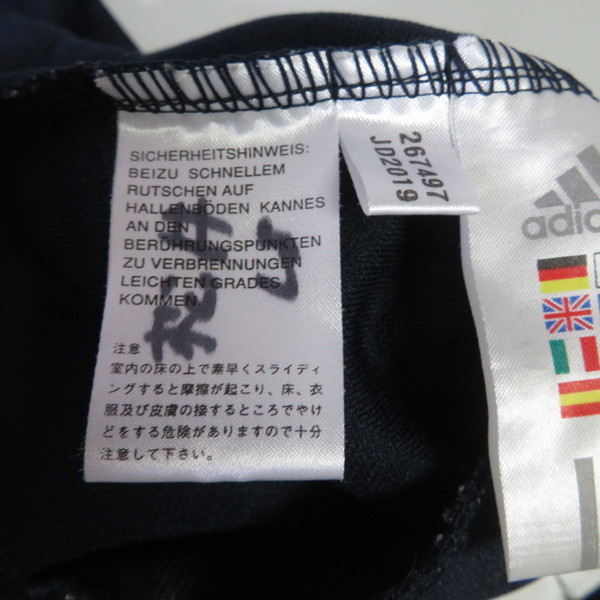 SICHERHEITSHINWEIS:
BEIZU SCHNELLEM
RUTSCHEN AUF
HALLENBÖDEN KANNES
AN DEN
BERÜHRUNGSPUNKTEN
ZU VERBRENNUNGEN
LEICHTEN GRADES
KOMMEN.
注意
室内の床の上で素早くスライディ
ングすると摩擦が起こり、床、衣
服及び皮膚の接するところでやけ
どをする危険がありますので十分
注意して下さい。
267497
JD2019